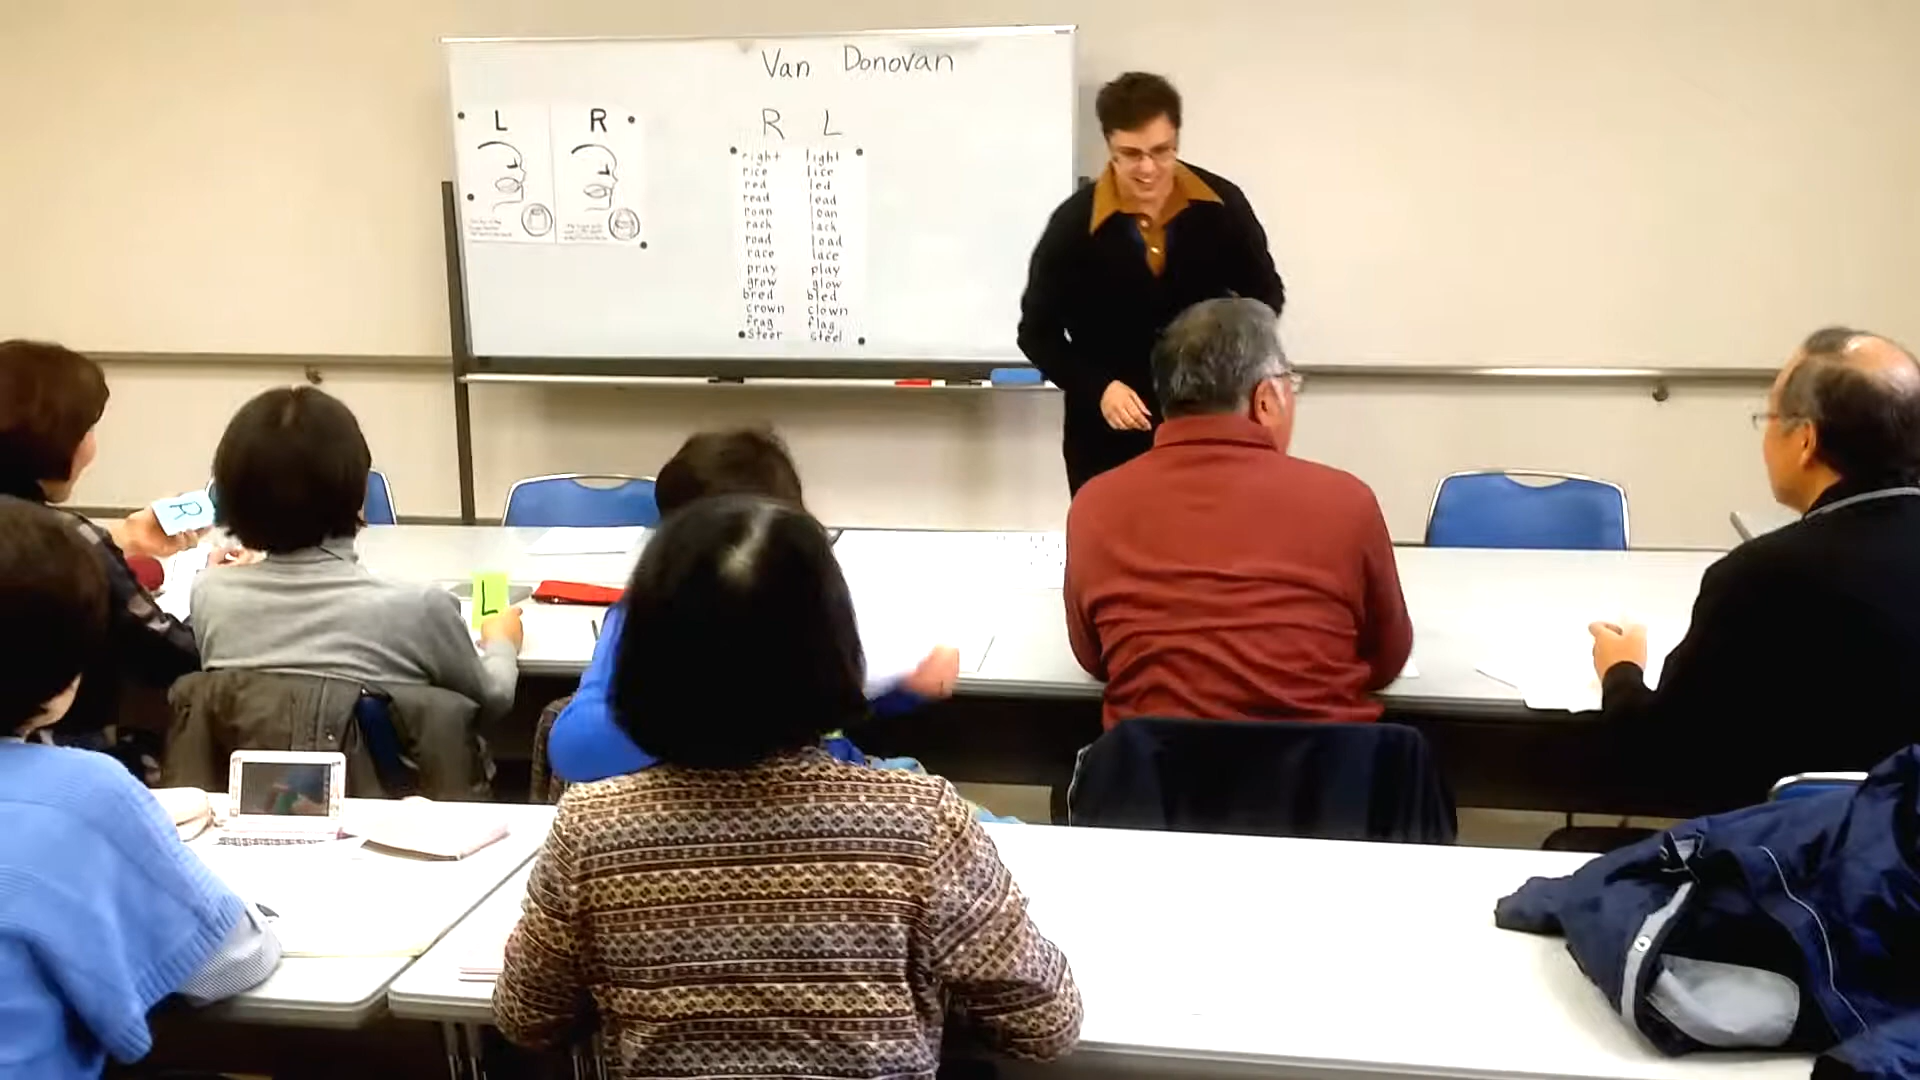 Van Donovan
L R
R L
right light
rice lice
red led
read lead
roan loan
rack lack
road load
race lace
pray play
grow glow
bred bled
crown clown
frag flag
steer steel
R
L